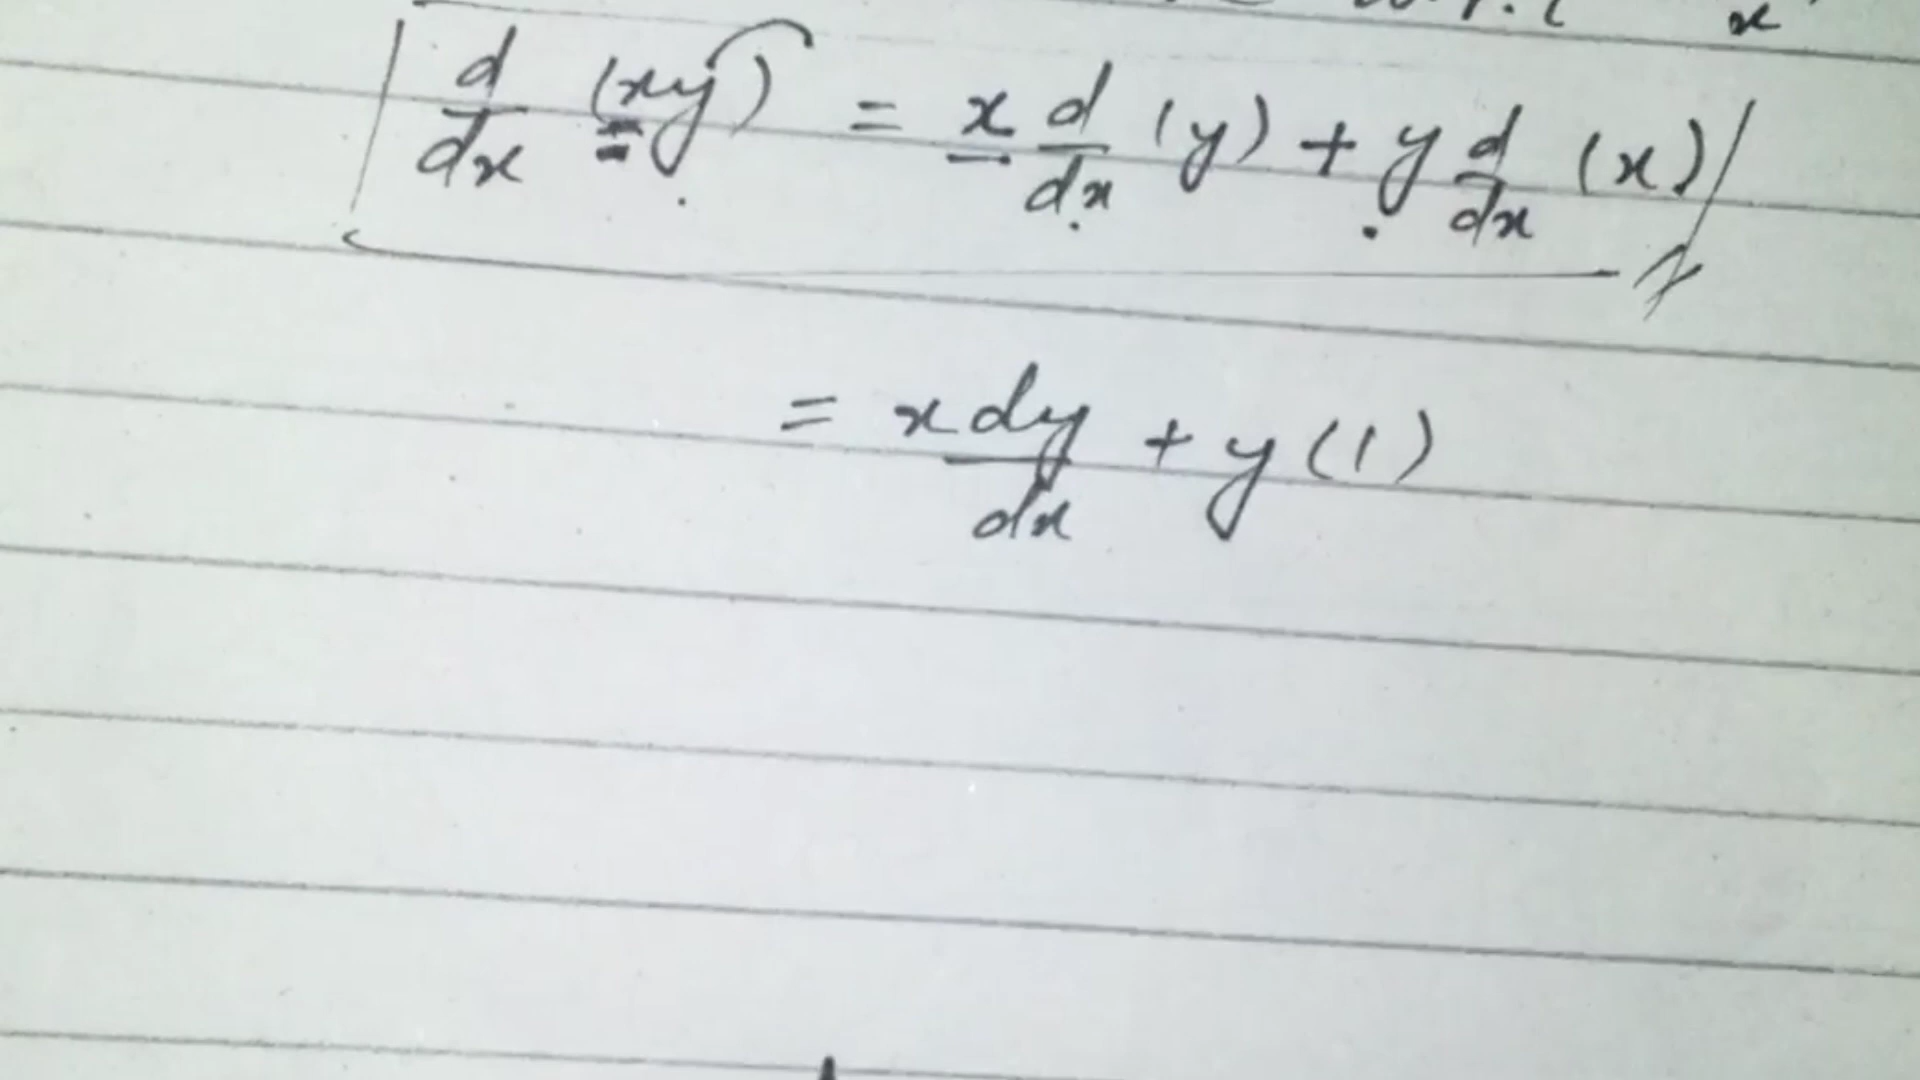 w.r.t x
d/dx (xy) = x d/dx (y) + y d/dx (x)
= x dy/dx + y (1)